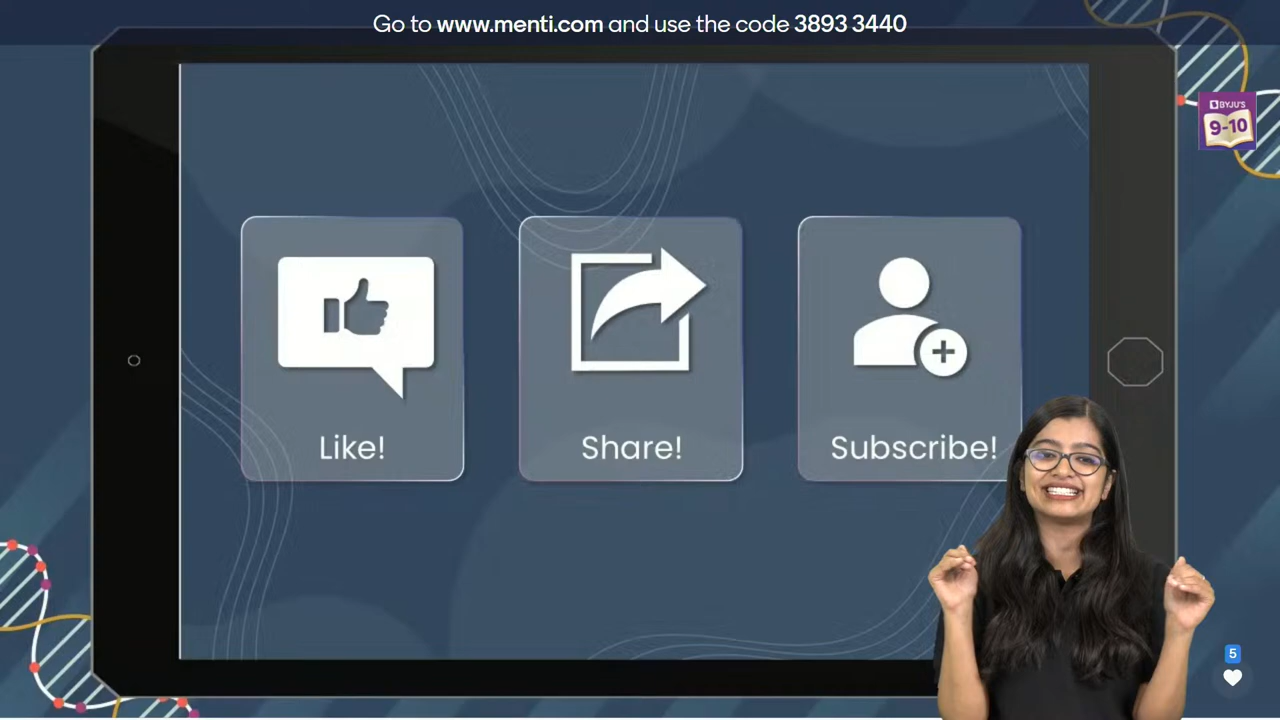 Go to www.menti.com and use the code 3893 3440
BYJU'S
9-10
Like!
Share!
Subscribe!
5